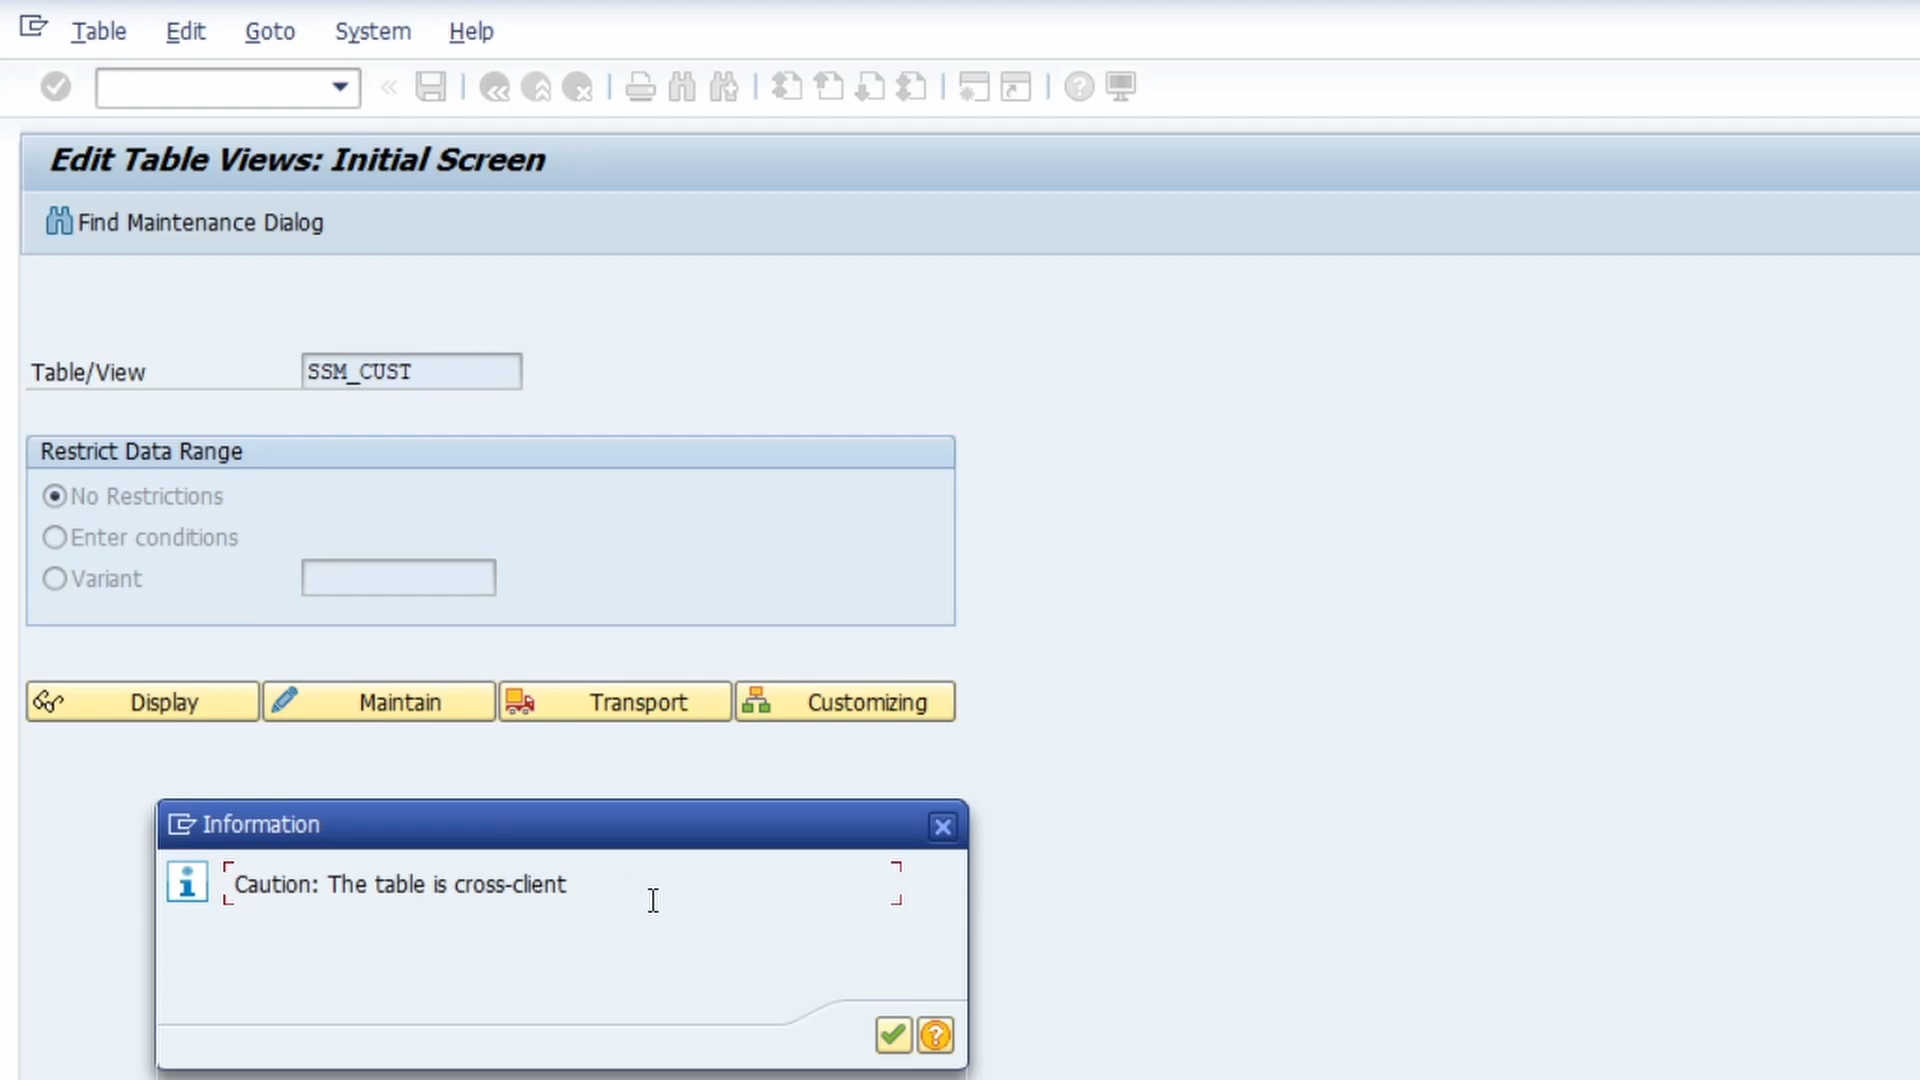 Table Edit Goto System Help
Edit Table Views: Initial Screen
Find Maintenance Dialog
Table/View SSM_CUST
Restrict Data Range
No Restrictions
Enter conditions
Variant
Display Maintain Transport Customizing
Information
Caution: The table is cross-client